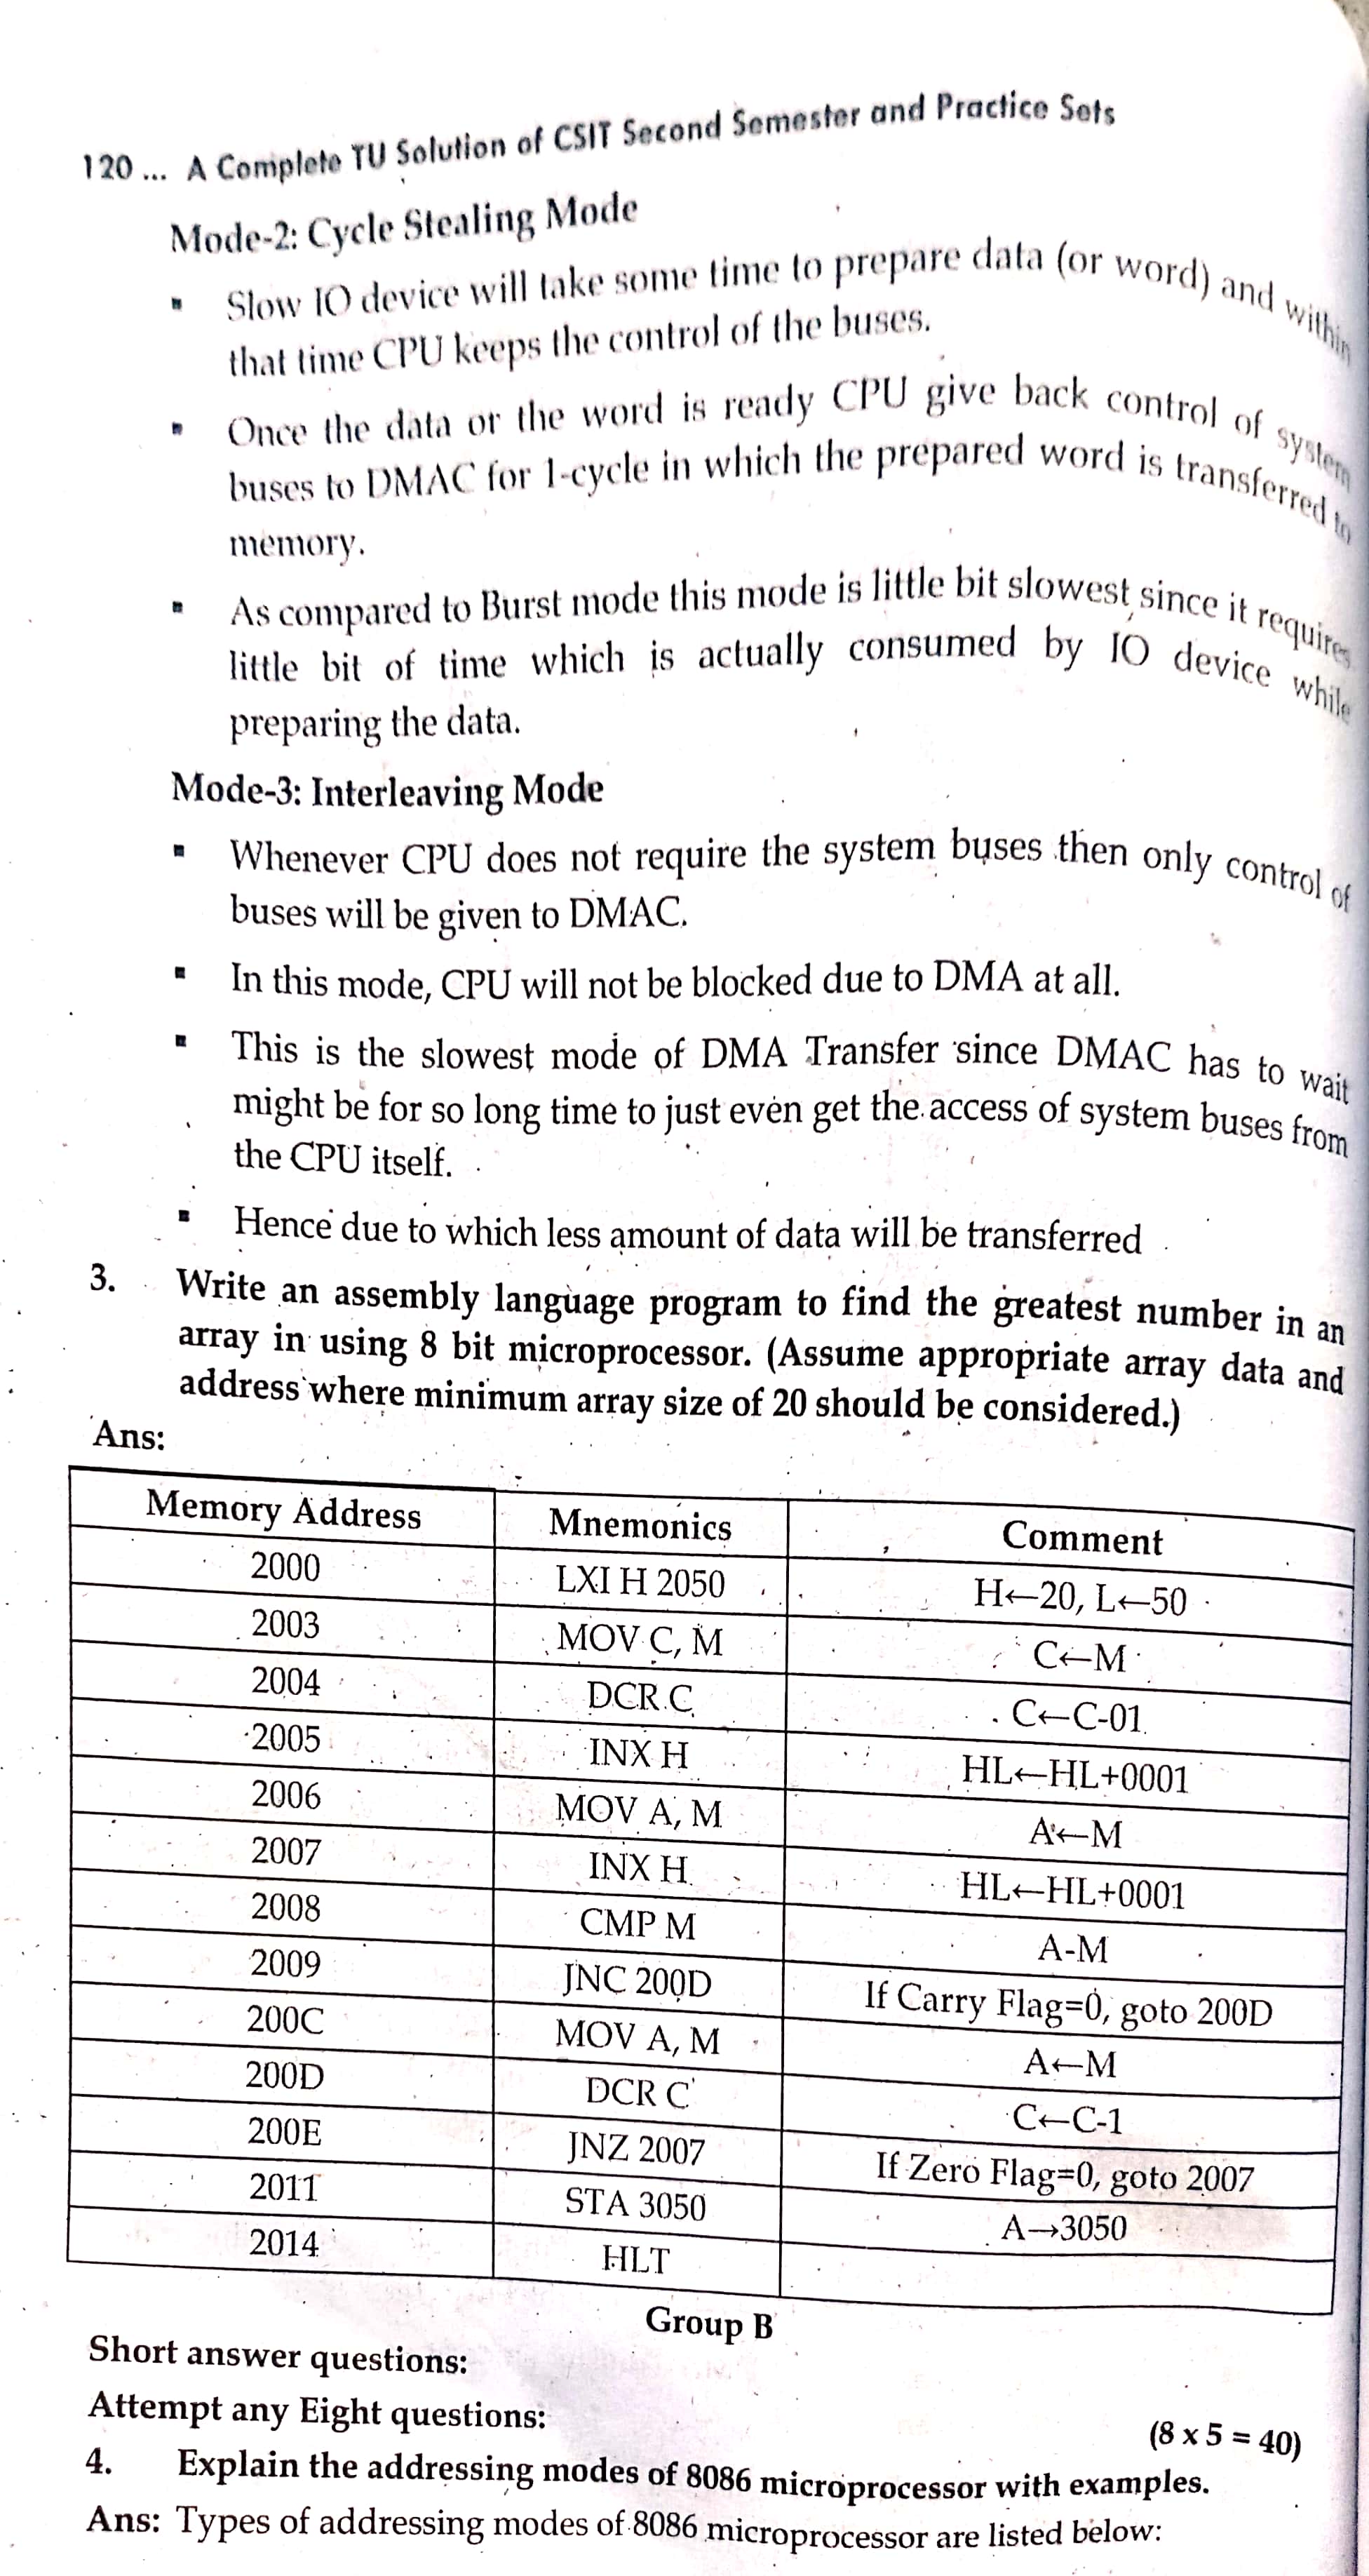 120 ... A Complete TU Solution of CSIT Second Semester and Practice Sets
Mode-2: Cycle Stealing Mode
▪ Slow IO device will take some time to prepare data (or word) and within
that time CPU keeps the control of the buses.
▪ Once the data or the word is ready CPU give back control of system
buses to DMAC for 1-cycle in which the prepared word is transferred to
memory.
▪ As compared to Burst mode this mode is little bit slowest since it requires
little bit of time which is actually consumed by IO device while
preparing the data.
Mode-3: Interleaving Mode
▪ Whenever CPU does not require the system buses then only control of
buses will be given to DMAC.
▪ In this mode, CPU will not be blocked due to DMA at all.
▪ This is the slowest mode of DMA Transfer since DMAC has to wait
might be for so long time to just even get the access of system buses from
the CPU itself.
▪ Hence due to which less amount of data will be transferred
3. Write an assembly language program to find the greatest number in an
array in using 8 bit microprocessor. (Assume appropriate array data and
address where minimum array size of 20 should be considered.)
Ans:
Memory Address Mnemonics Comment
2000 LXI H 2050 H←20, L←50
2003 MOV C, M C←M
2004 DCR C C←C-01
2005 INX H HL←HL+0001
2006 MOV A, M A←M
2007 INX H HL←HL+0001
2008 CMP M A-M
2009 JNC 200D If Carry Flag=0, goto 200D
200C MOV A, M A←M
200D DCR C C←C-1
200E JNZ 2007 If Zero Flag=0, goto 2007
2011 STA 3050 A→3050
2014 HLT
Group B
Short answer questions:
Attempt any Eight questions: (8 x 5 = 40)
4. Explain the addressing modes of 8086 microprocessor with examples.
Ans: Types of addressing modes of 8086 microprocessor are listed below: